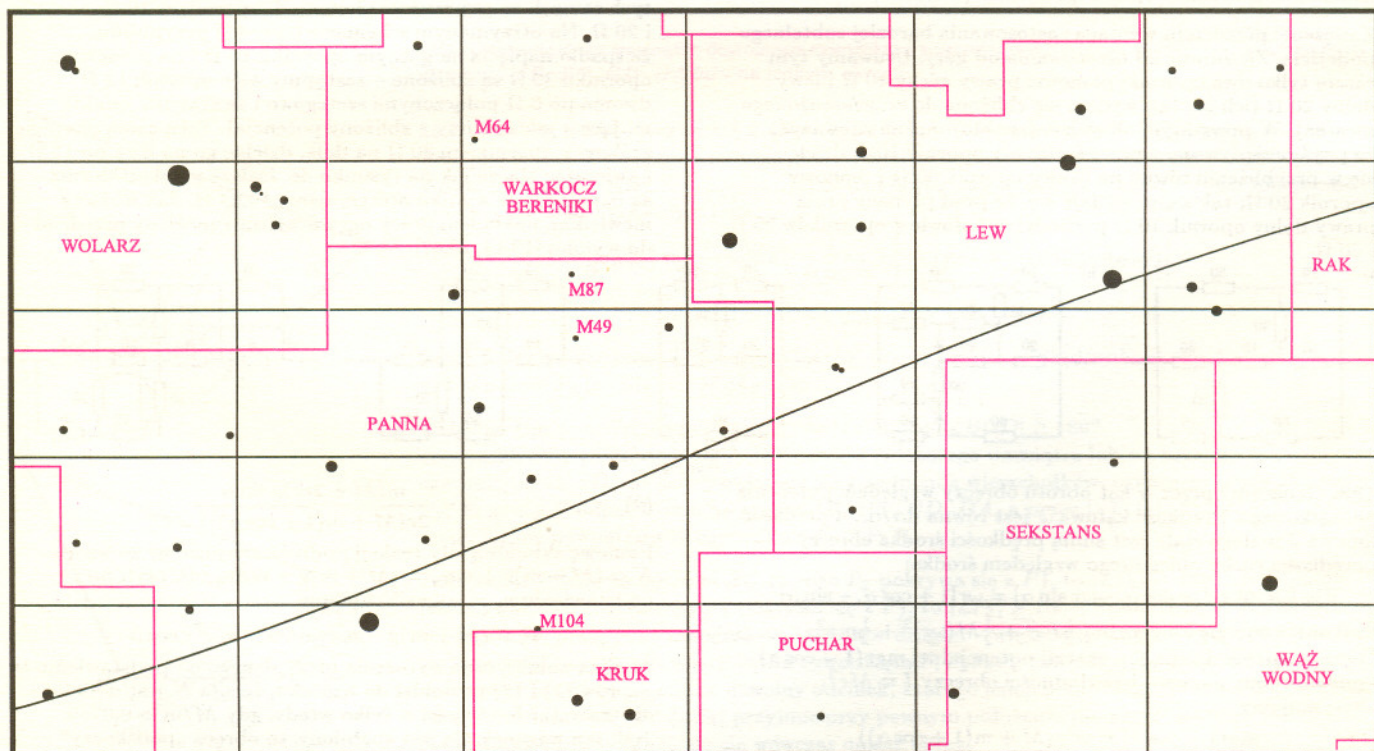 M64
WARKOCZ
BERENIKI
WOLARZ
LEW
RAK
M87
M49
PANNA
SEKSTANS
M104
PUCHAR
KRUK
WĄŻ
WODNY